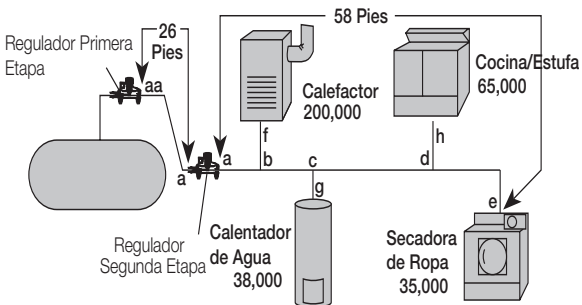 Regulador Primera
Etapa
26
Pies
aa
58 Pies
Calefactor
200,000
Cocina/Estufa
65,000
f
h
a
a
b
c
d
g
e
Regulador
Segunda Etapa
Calentador
de Agua
38,000
Secadora
de Ropa
35,000